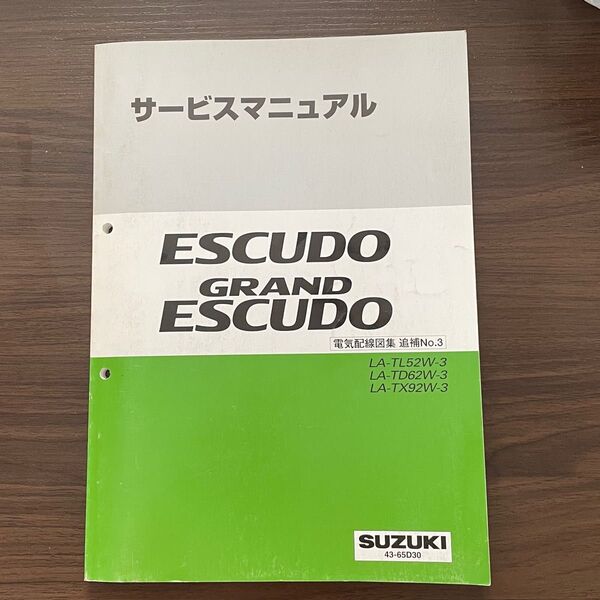 サービスマニュアル
ESCUDO
GRAND
ESCUDO
電気配線図集 追補No.3
LA-TL52W-3
LA-TD62W-3
LA-TX92W-3
SUZUKI
43-65D30